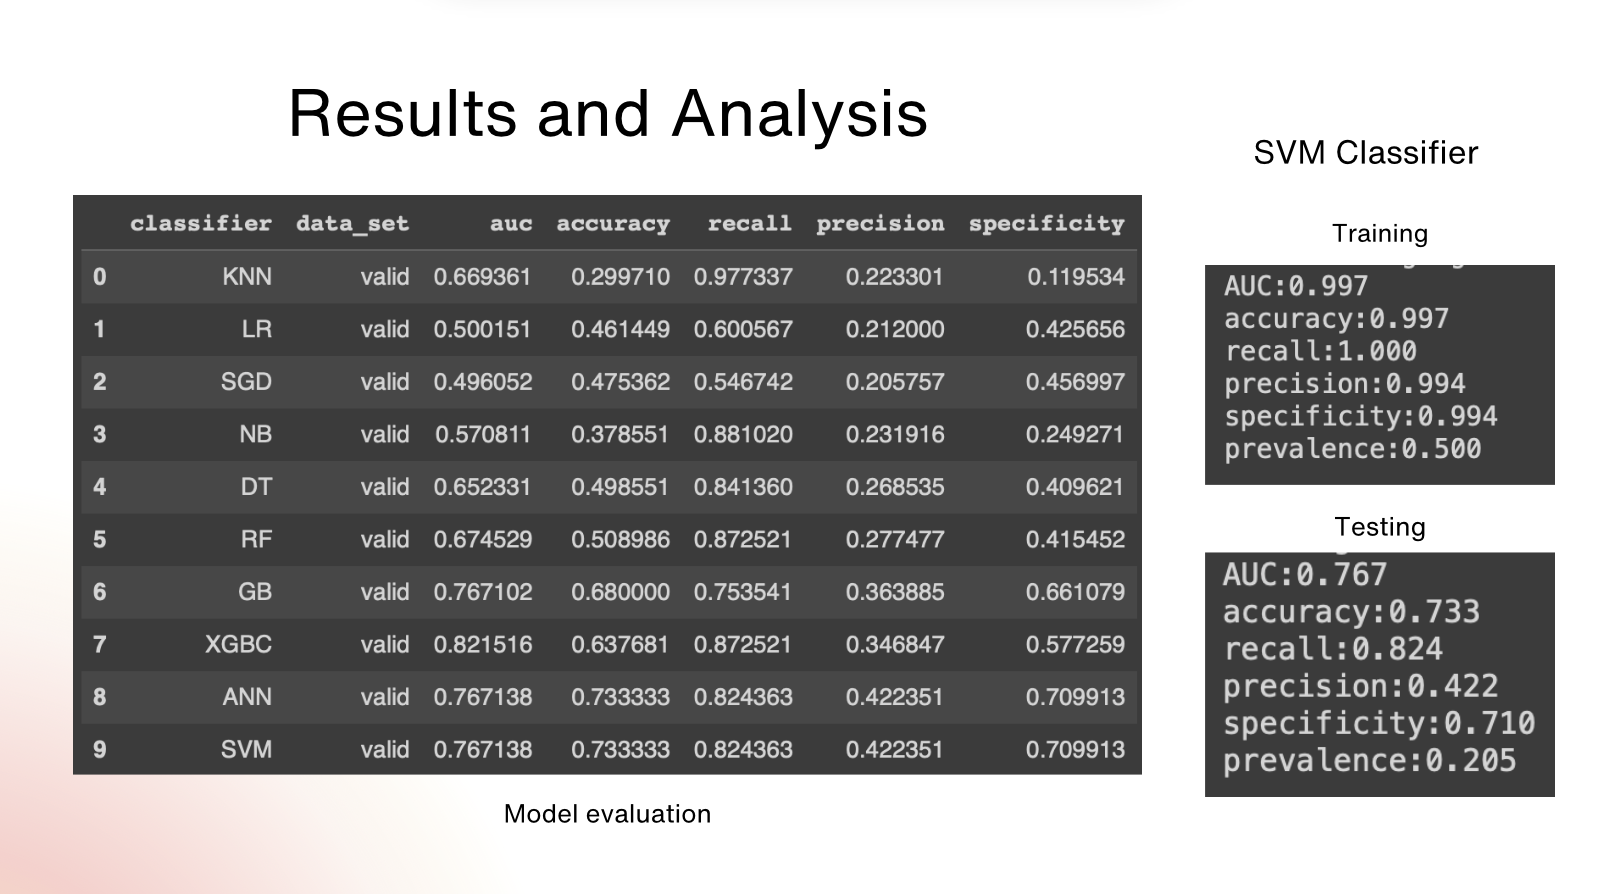 Results and Analysis
classifier data_set auc accuracy recall precision specificity
0 KNN valid 0.669361 0.299710 0.977337 0.223301 0.119534
1 LR valid 0.500151 0.461449 0.600567 0.212000 0.425656
2 SGD valid 0.496052 0.475362 0.546742 0.205757 0.456997
3 NB valid 0.570811 0.378551 0.881020 0.231916 0.249271
4 DT valid 0.652331 0.498551 0.841360 0.268535 0.409621
5 RF valid 0.674529 0.508986 0.872521 0.277477 0.415452
6 GB valid 0.767102 0.680000 0.753541 0.363885 0.661079
7 XGBC valid 0.821516 0.637681 0.872521 0.346847 0.577259
8 ANN valid 0.767138 0.733333 0.824363 0.422351 0.709913
9 SVM valid 0.767138 0.733333 0.824363 0.422351 0.709913
Model evaluation
SVM Classifier
Training
AUC:0.997
accuracy:0.997
recall:1.000
precision:0.994
specificity:0.994
prevalence:0.500
Testing
AUC:0.767
accuracy:0.733
recall:0.824
precision:0.422
specificity:0.710
prevalence:0.205